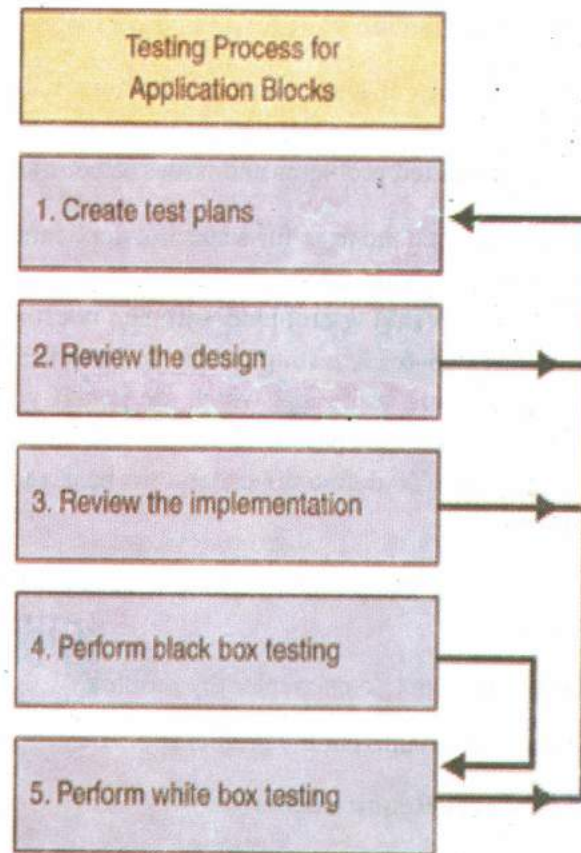 Testing Process for
Application Blocks
1. Create test plans
2. Review the design
3. Review the implementation
4. Perform black box testing
5. Perform white box testing